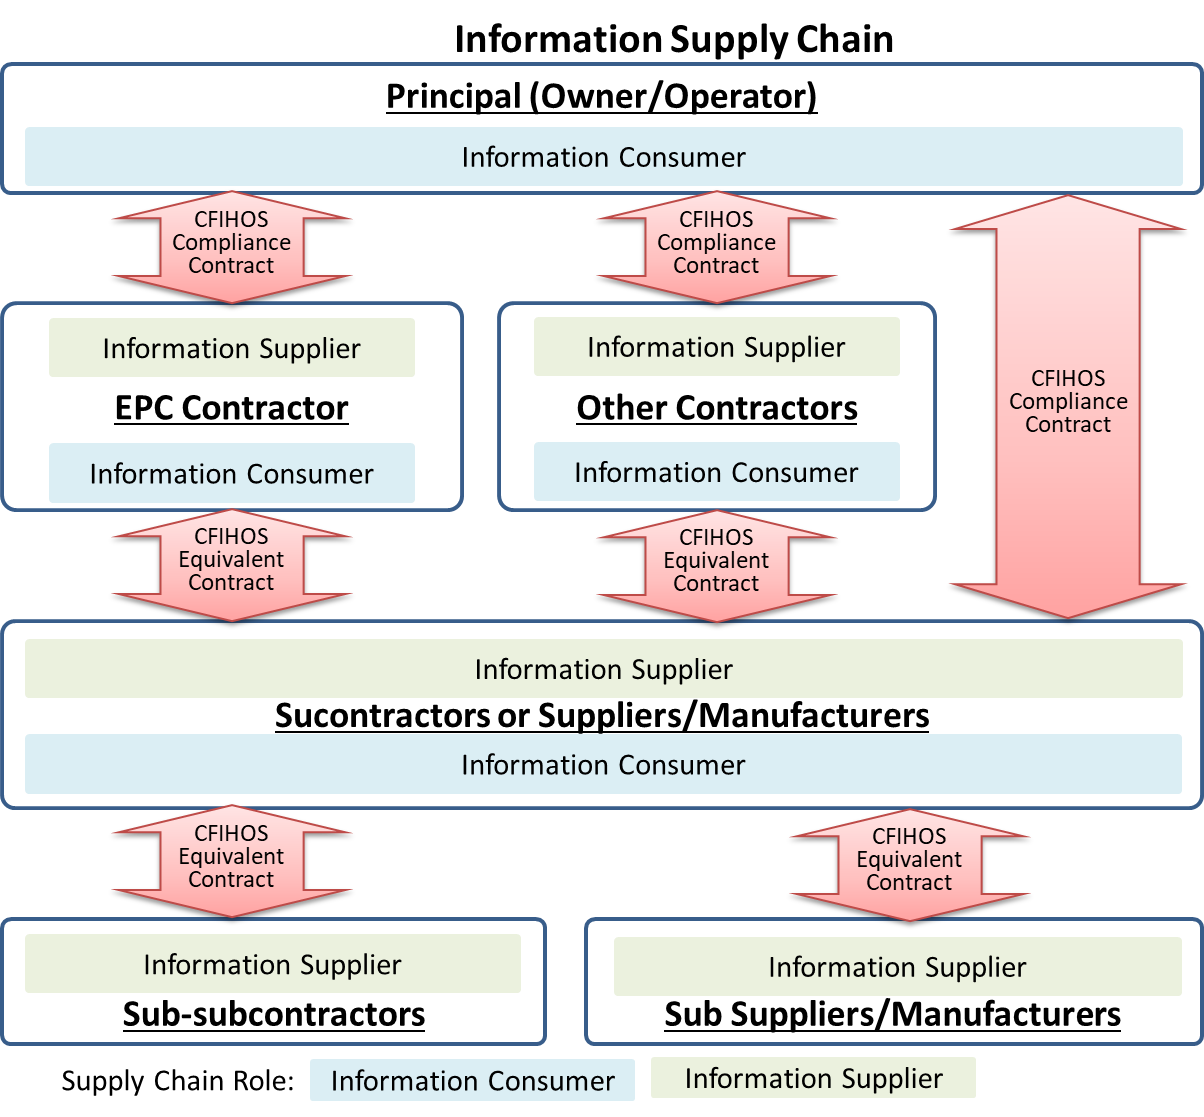 Information Supply Chain
Principal (Owner/Operator)
Information Consumer
CFIHOS
Compliance
Contract
CFIHOS
Compliance
Contract
CFIHOS
Compliance
Contract
Information Supplier
EPC Contractor
Information Consumer
Information Supplier
Other Contractors
Information Consumer
CFIHOS
Equivalent
Contract
CFIHOS
Equivalent
Contract
Information Supplier
Sucontractors or Suppliers/Manufacturers
Information Consumer
CFIHOS
Equivalent
Contract
CFIHOS
Equivalent
Contract
Information Supplier
Sub-subcontractors
Information Supplier
Sub Suppliers/Manufacturers
Supply Chain Role:
Information Consumer
Information Supplier